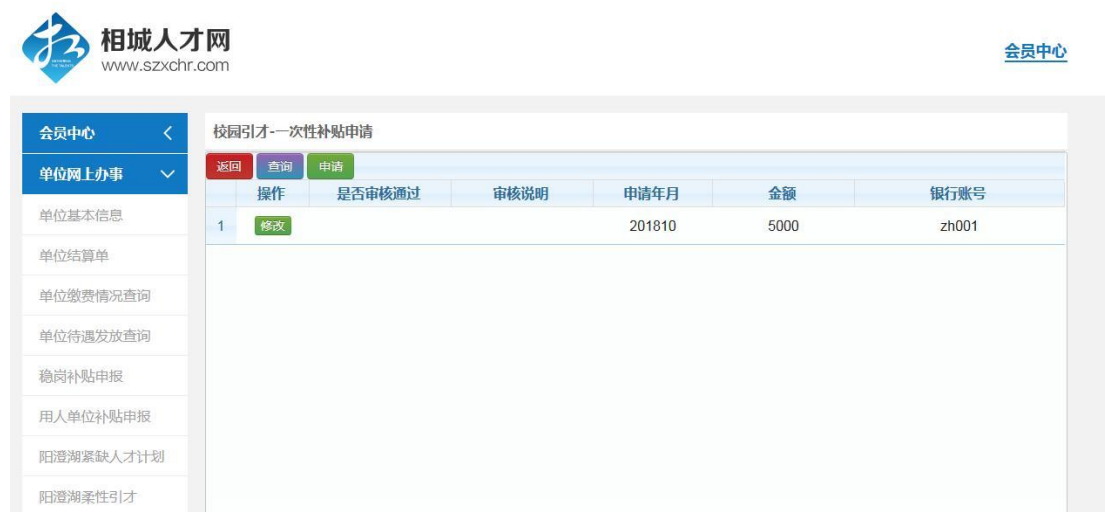 相城人才网
www.szxchr.com
会员中心
会员中心
单位网上办事
单位基本信息
单位结算单
单位缴费情况查询
单位待遇发放查询
稳岗补贴申报
用人单位补贴申报
阳澄湖紧缺人才计划
阳澄湖柔性引才
校园引才-一次性补贴申请
返回 查询 申请
操作 是否审核通过 审核说明 申请年月 金额 银行账号
1 修改 201810 5000 zh001